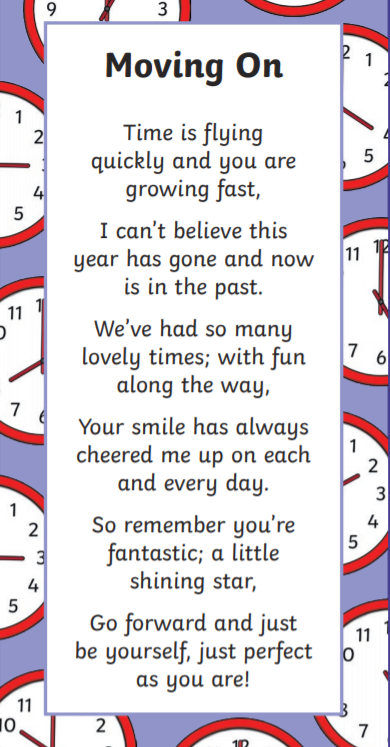 Moving On
Time is flying
quickly and you are
growing fast,
I can't believe this
year has gone and now
is in the past.
We've had so many
lovely times; with fun
along the way,
Your smile has always
cheered me up on each
and every day.
So remember you're
fantastic; a little
shining star,
Go forward and just
be yourself, just perfect
as you are!